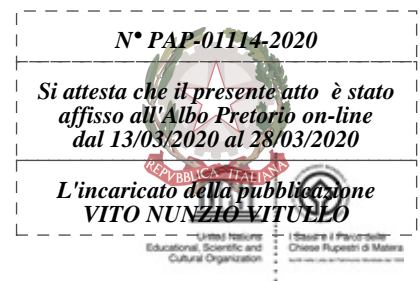 N° PAP-01114-2020
Si attesta che il presente atto è stato
affisso all'Albo Pretorio on-line
dal 13/03/2020 al 28/03/2020
REPVBBLICA ITALIANA
L'incaricato della pubblicazione
VITO NUNZIO VITULLO
United Nations
Educational, Scientific and
Cultural Organization
I Sassi e il Parco delle
Chiese Rupestri di Matera